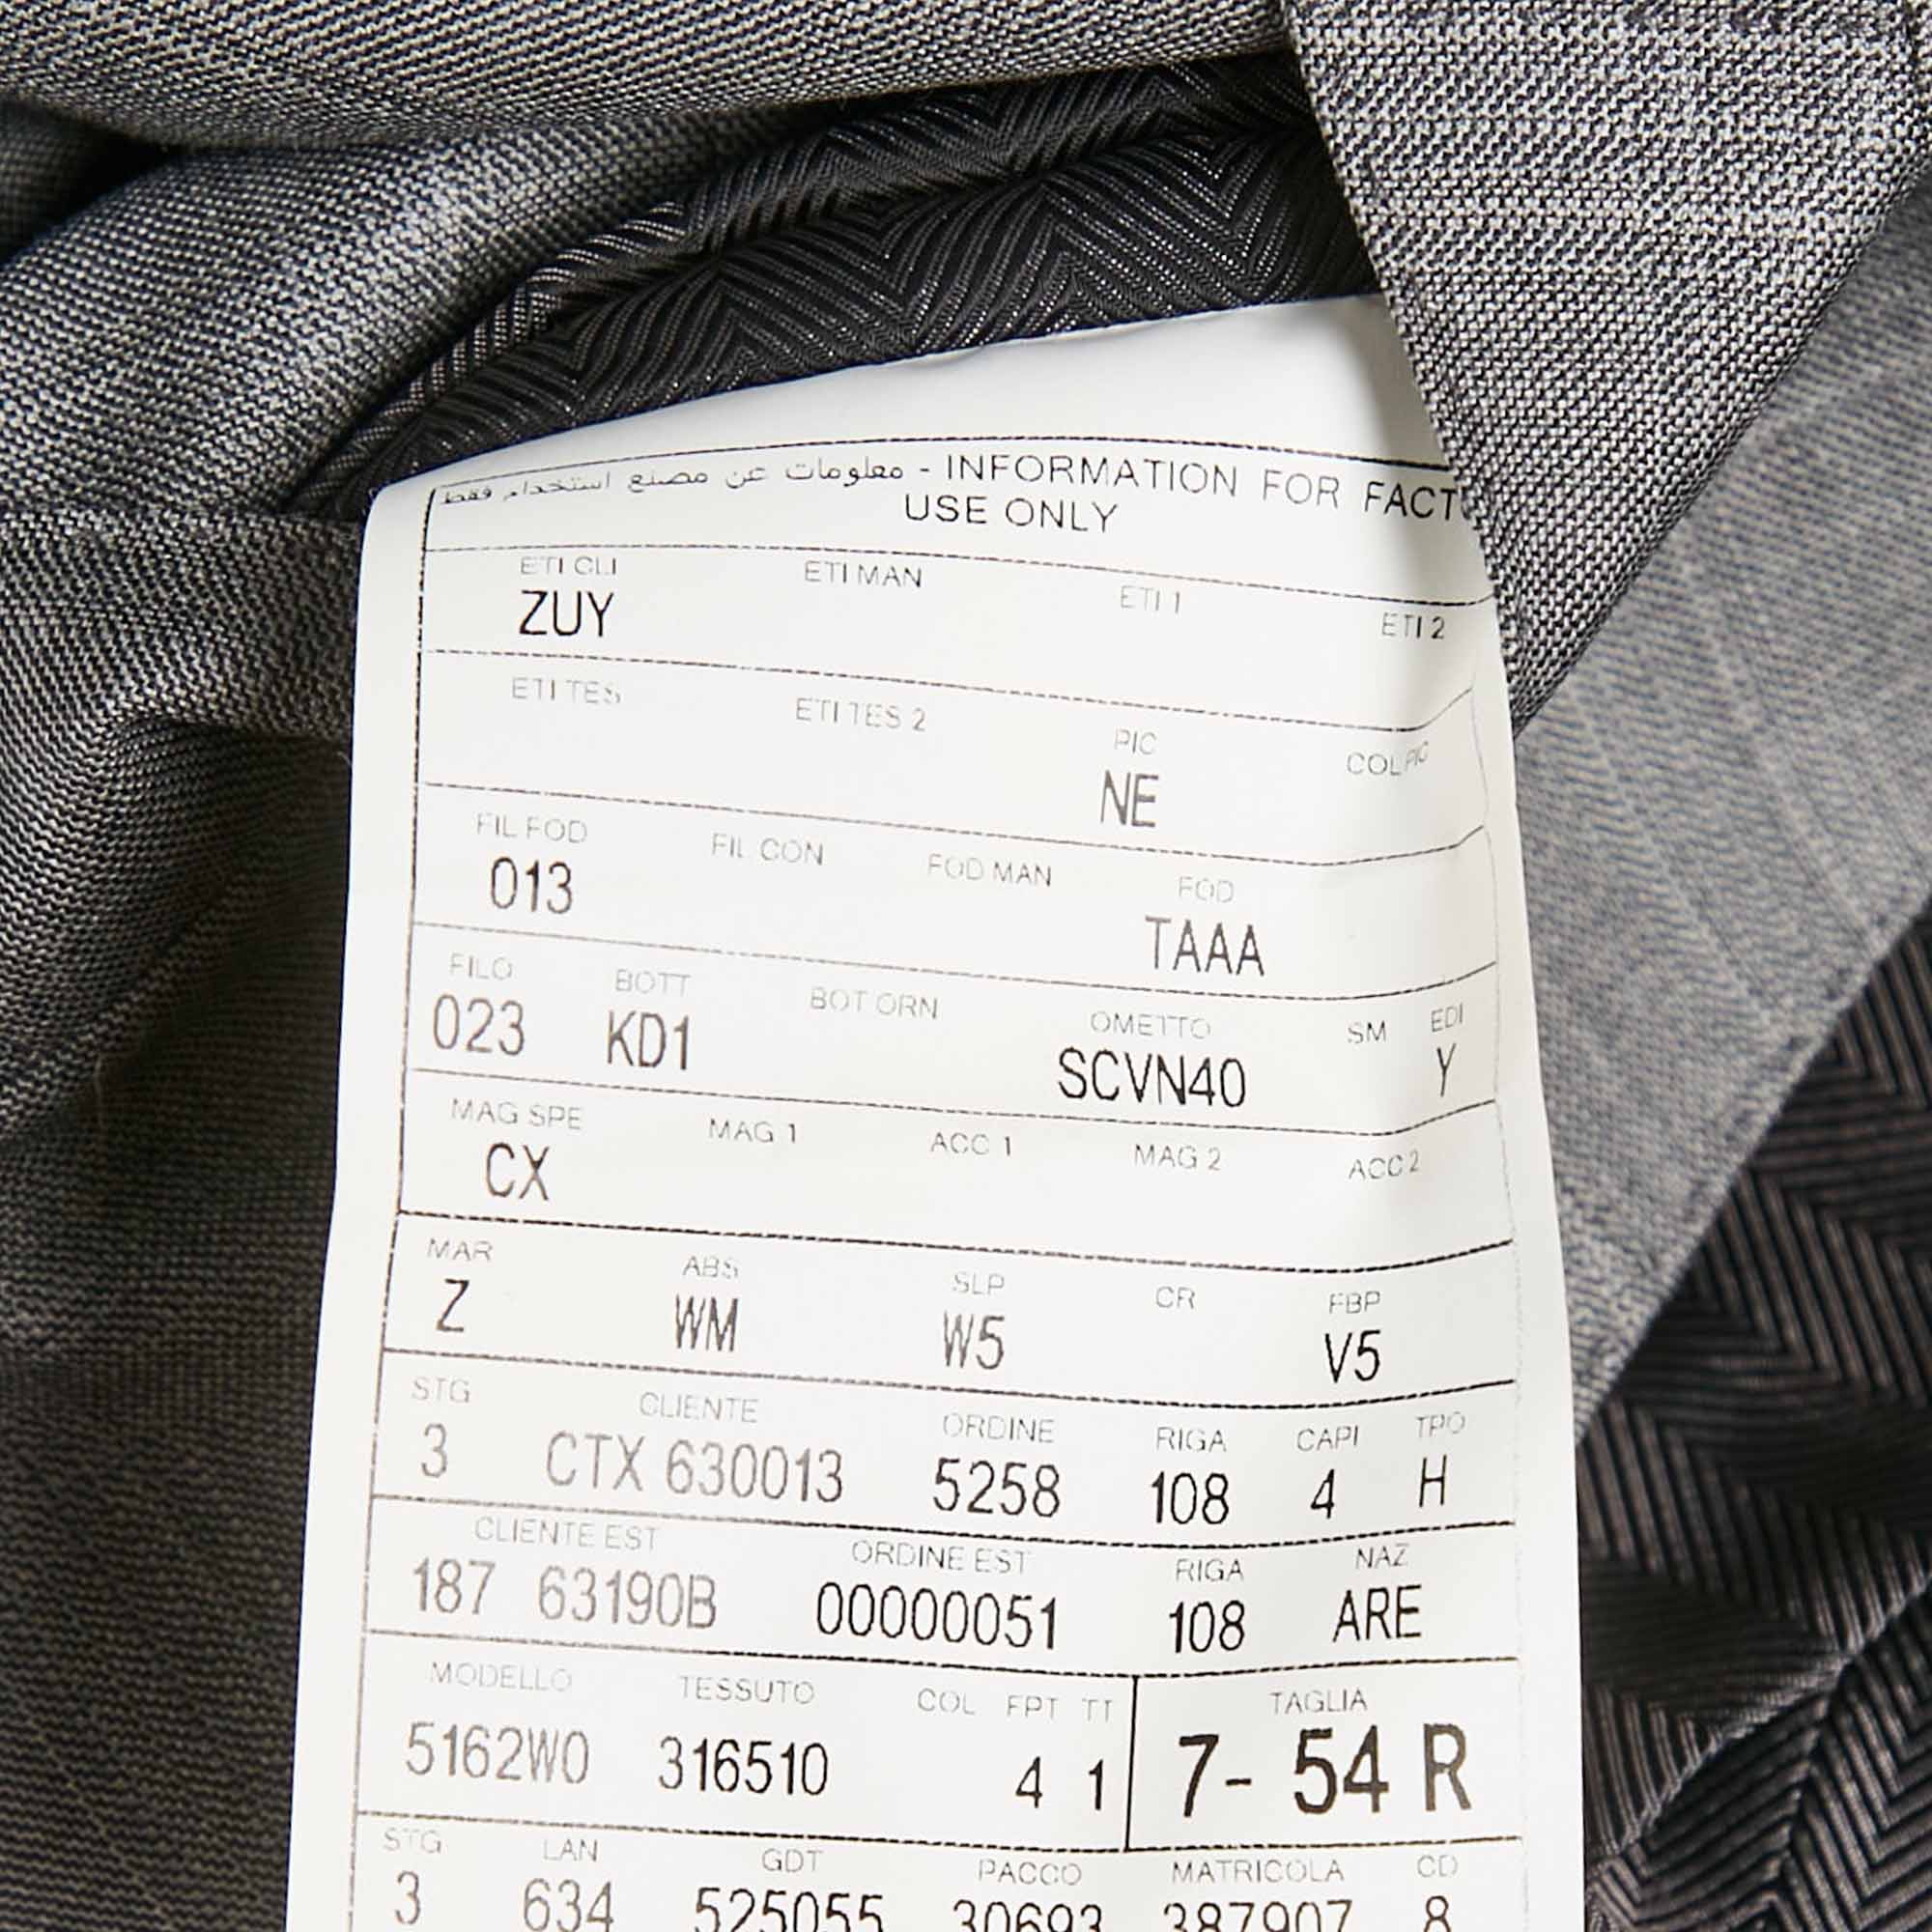 معلومات عن مصنع استخدام فقط - INFORMATION FOR
USE ONLY
ETI CLI ETI MAN ETI 1 ETI 2
ZUY
ETI TES ETI TES 2 PIC COL PIC
NE
FIL FOD FIL CON FOD MAN FOD
013 TAAA
FILO BOTT BOT ORN OMETTO SM EDI
023 KD1 SCVN40 Y
MAG SPE MAG 1 ACC 1 MAG 2 ACC 2
CX
MAR ABS SLP CR FBP
Z WM W5 V5
STG CLIENTE ORDINE RIGA CAPI TPO
3 CTX 630013 5258 108 4 H
CLIENTE EST ORDINE EST RIGA NAZ
187 63190B 00000051 108 ARE
MODELLO TESSUTO COL FPT TT TAGLIA
5162W0 316510 4 1 7- 54 R
STG LAN GDT PACCO MATRICOLA CD
3 634 525055 30693 387907 8